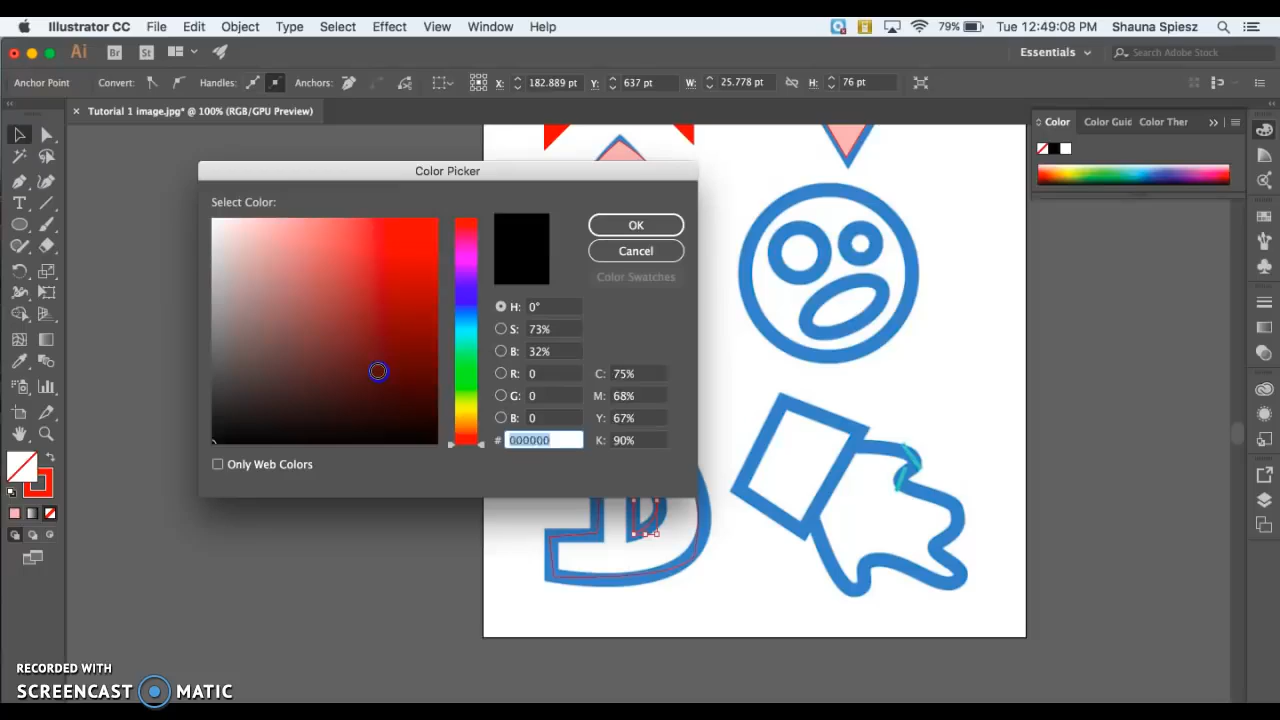 Illustrator CC File Edit Object Type Select Effect View Window Help 79% Tue 12:49:08 PM Shauna Spiesz
Ai Br St Essentials Search Adobe Stock
Anchor Point Convert: Handles: Anchors: X: 182.889 pt Y: 637 pt W: 25.778 pt H: 76 pt
× Tutorial 1 image.jpg* @ 100% (RGB/GPU Preview)
Color Color Guid Color Ther
Color Picker
Select Color:
OK
Cancel
Color Swatches
H: 0°
S: 73%
B: 32%
R: 0 C: 75%
G: 0 M: 68%
B: 0 Y: 67%
# 000000 K: 90%
Only Web Colors
RECORDED WITH
SCREENCAST MATIC